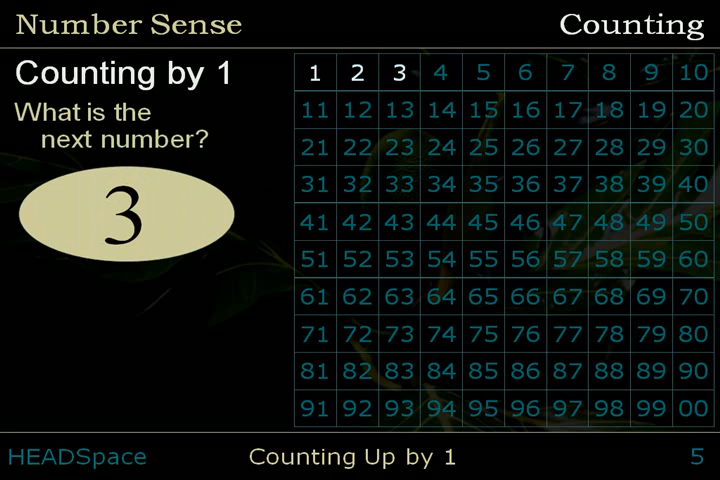 Number Sense
Counting
Counting by 1
What is the
next number?
3
1 2 3 4 5 6 7 8 9 10
11 12 13 14 15 16 17 18 19 20
21 22 23 24 25 26 27 28 29 30
31 32 33 34 35 36 37 38 39 40
41 42 43 44 45 46 47 48 49 50
51 52 53 54 55 56 57 58 59 60
61 62 63 64 65 66 67 68 69 70
71 72 73 74 75 76 77 78 79 80
81 82 83 84 85 86 87 88 89 90
91 92 93 94 95 96 97 98 99 00
HEADSpace
Counting Up by 1
5